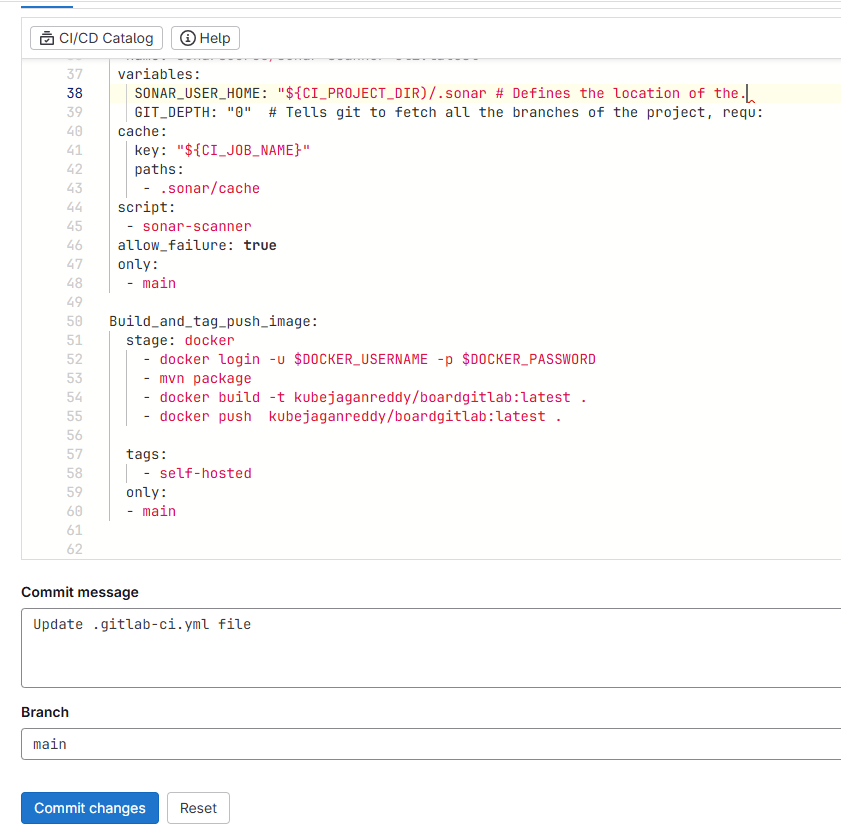 CI/CD Catalog
Help
37 variables:
38 SONAR_USER_HOME: "${CI_PROJECT_DIR)/.sonar # Defines the location of the.
39 GIT_DEPTH: "0"  # Tells git to fetch all the branches of the project, requ:
40 cache:
41 key: "${CI_JOB_NAME}"
42 paths:
43 - .sonar/cache
44 script:
45 - sonar-scanner
46 allow_failure: true
47 only:
48 - main
49
50 Build_and_tag_push_image:
51 stage: docker
52 - docker login -u $DOCKER_USERNAME -p $DOCKER_PASSWORD
53 - mvn package
54 - docker build -t kubejaganreddy/boardgitlab:latest .
55 - docker push  kubejaganreddy/boardgitlab:latest .
56
57 tags:
58 - self-hosted
59 only:
60 - main
61
62
Commit message
Update .gitlab-ci.yml file
Branch
main
Commit changes
Reset